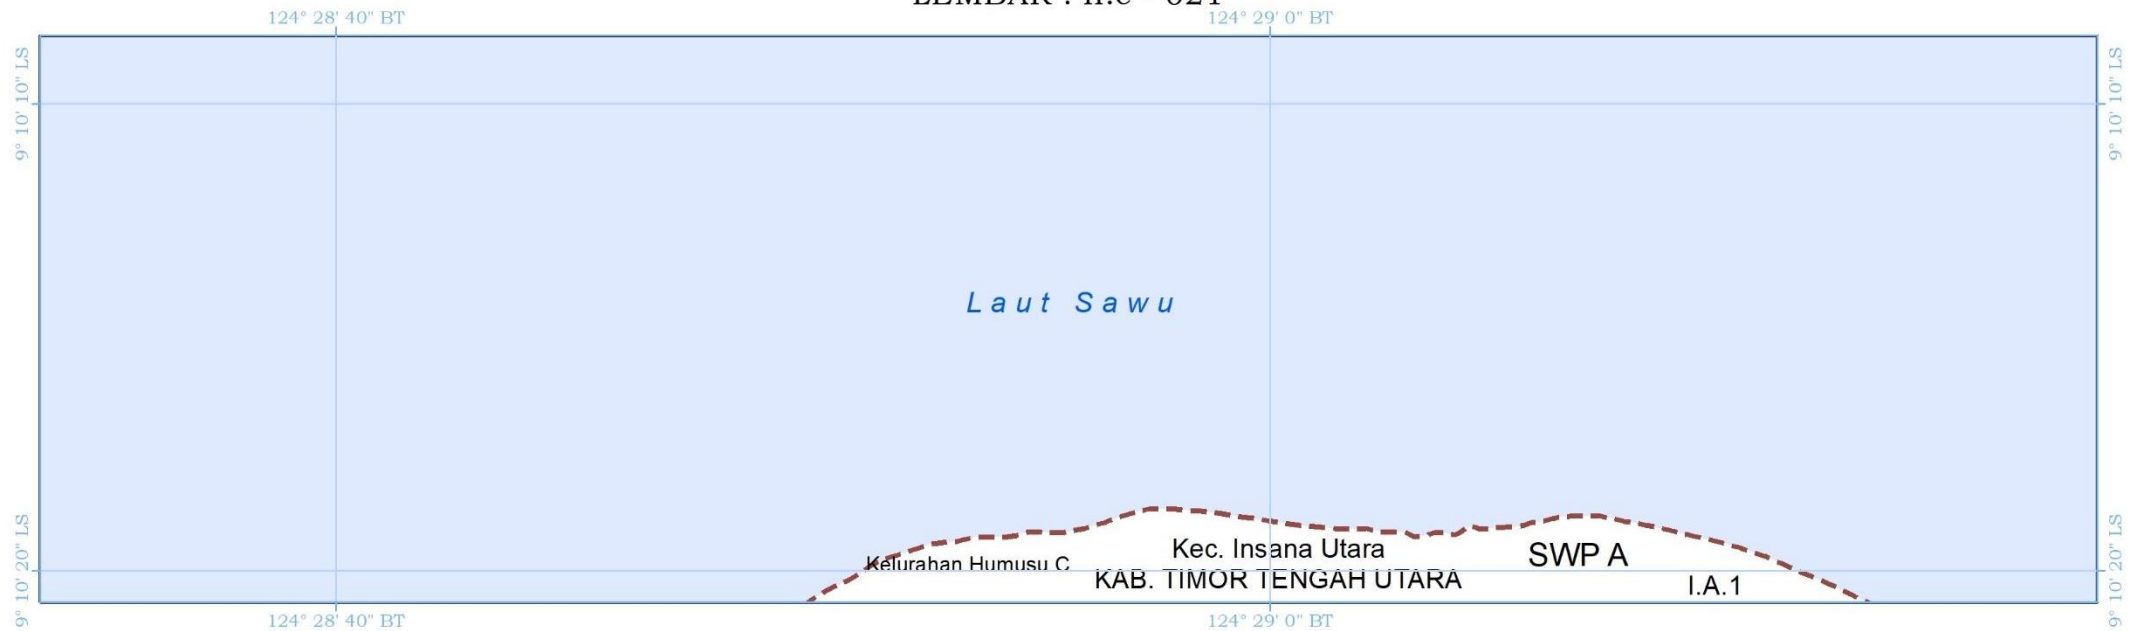 124° 28' 40" BT
124° 29' 0" BT
9° 10' 10" LS
9° 10' 10" LS
Laut Sawu
Kec. Insana Utara
SWP A
Kelurahan Humusu C
KAB. TIMOR TENGAH UTARA
I.A.1
9° 10' 20" LS
9° 10' 20" LS
124° 28' 40" BT
124° 29' 0" BT